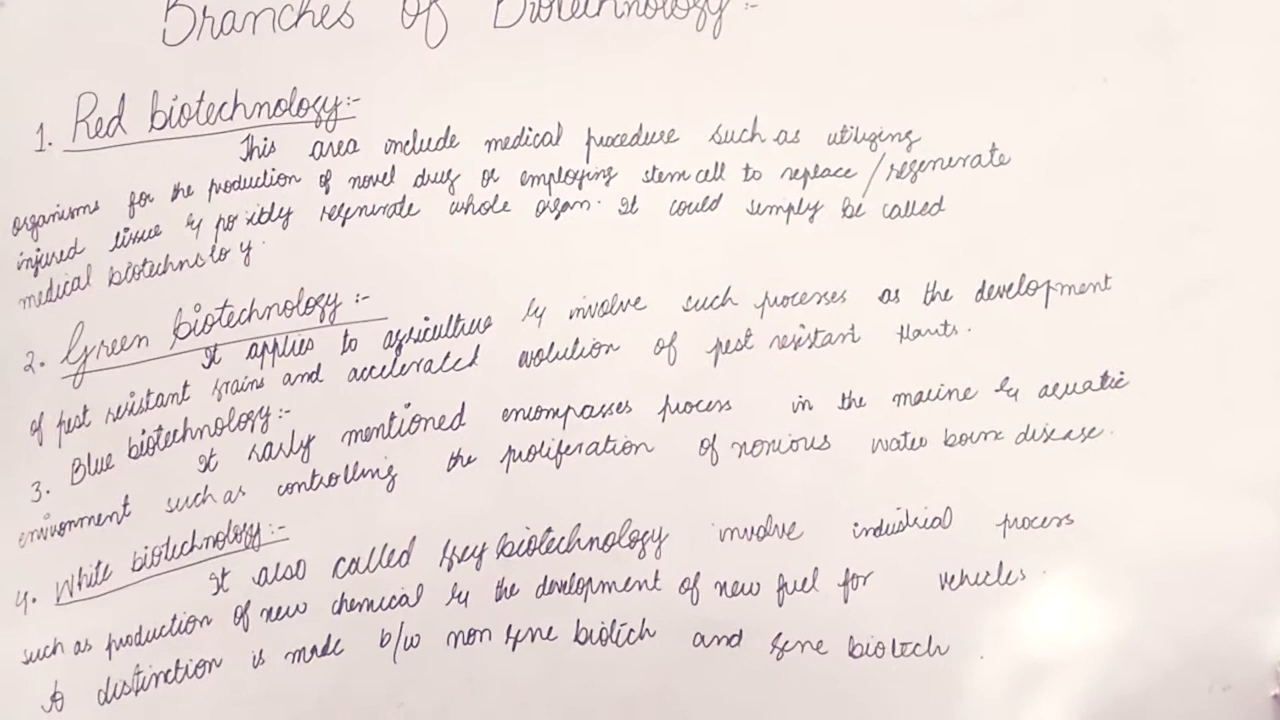 Branches of Biotechnology :-
1. Red biotechnology:-
This area include medical procedure such as utilizing
organisms for the production of novel drug or employing stem cell to replace / regenerate
injured tissue & possibly regenerate whole organ. It could simply be called
medical biotechnology.
2. Green biotechnology :-
It applies to agriculture & involve such processes as the development
of pest resistant grains and accelerated evolution of pest resistant plants.
3. Blue biotechnology:-
It rarly mentioned encompasses process in the marine & aquatic
environment such as controlling the proliferation of noxious water borne disease.
4. White biotechnology:-
It also called grey biotechnology involve industrial process
such as production of new chemical & the development of new fuel for vehicles.
A distinction is made b/w non gene biotech and gene biotech.